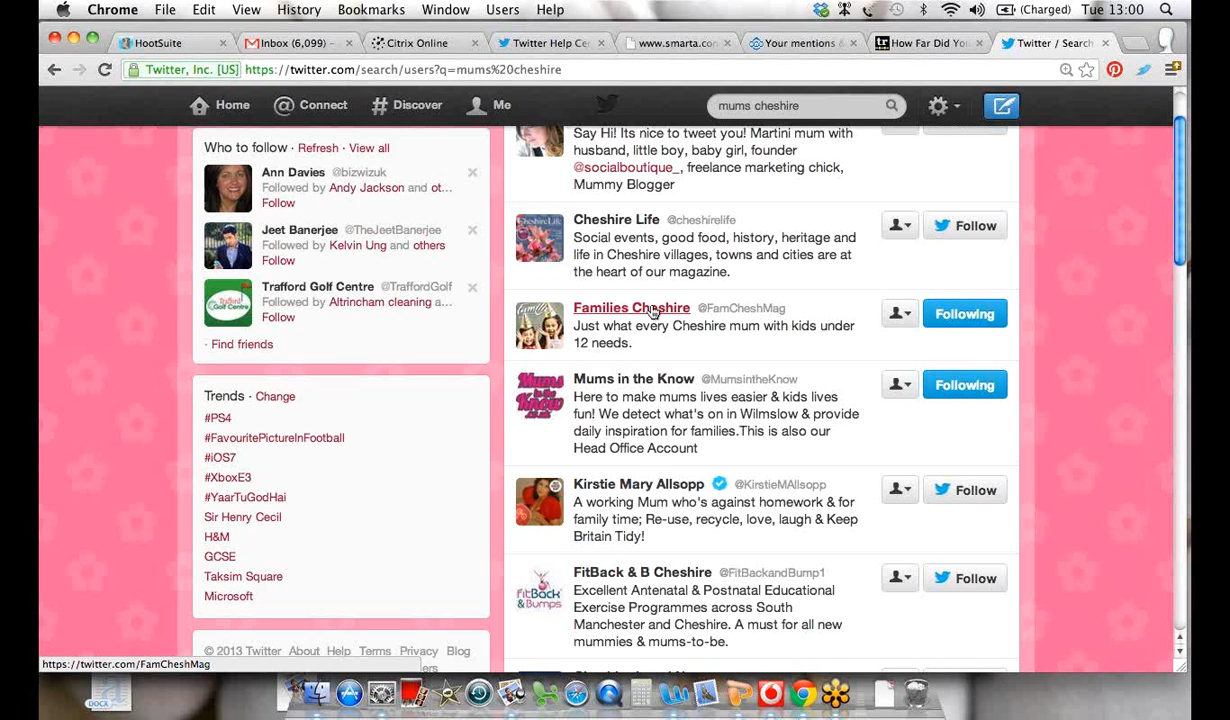 Chrome File Edit View History Bookmarks Window Users Help (Charged) Tue 13:00
HootSuite Inbox (6,099) - Citrix Online Twitter Help Ce www.smarta.co Your mentions & How Far Did You Twitter / Search
Twitter, Inc. [US] https://twitter.com/search/users?q=mums%20cheshire
Home Connect Discover Me mums cheshire
Who to follow · Refresh · View all
Ann Davies @bizwizuk
Followed by Andy Jackson and ot...
Follow
Jeet Banerjee @TheJeetBanerjee
Followed by Kelvin Ung and others
Follow
Trafford Golf Centre @TraffordGolf
Followed by Altrincham cleaning a...
Follow
· Find friends
Trends · Change
#PS4
#FavouritePictureInFootball
#iOS7
#XboxE3
#YaarTuGodHai
Sir Henry Cecil
H&M
GCSE
Taksim Square
Microsoft
© 2013 Twitter About Help Terms Privacy Blog
https://twitter.com/FamCheshMag
Say Hi! Its nice to tweet you! Martini mum with
husband, little boy, baby girl, founder
@socialboutique_, freelance marketing chick,
Mummy Blogger
Cheshire Life @cheshirelife
Social events, good food, history, heritage and
life in Cheshire villages, towns and cities are at
the heart of our magazine.
Follow
Families Cheshire @FamCheshMag
Just what every Cheshire mum with kids under
12 needs.
Following
Mums in the Know @MumsintheKnow
Here to make mums lives easier & kids lives
fun! We detect what's on in Wilmslow & provide
daily inspiration for families.This is also our
Head Office Account
Following
Mums
in the
Know
.co.uk
Kirstie Mary Allsopp @KirstieMAllsopp
A working Mum who's against homework & for
family time; Re-use, recycle, love, laugh & Keep
Britain Tidy!
Follow
FitBack & B Cheshire @FitBackandBump1
Excellent Antenatal & Postnatal Educational
Exercise Programmes across South
Manchester and Cheshire. A must for all new
mummies & mums-to-be.
Follow
FitBack
& Bumps
DOCX